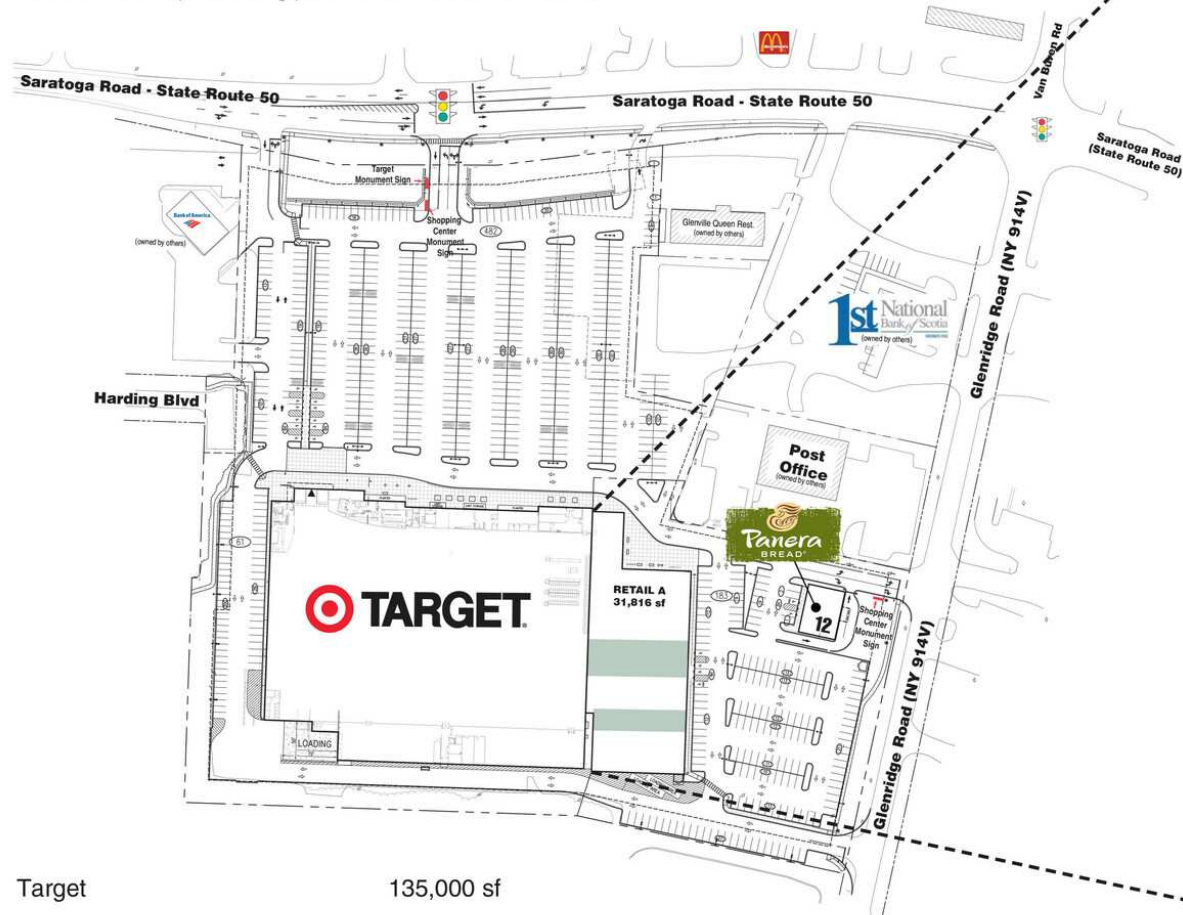 Van Buren Rd
Saratoga Road - State Route 50
Saratoga Road - State Route 50
Saratoga Road
(State Route 50)
Target
Monument Sign
Shopping
Center
Monument
Sign
482
Bank of America
(owned by others)
Glenville Queen Rest.
(owned by others)
1st National
Bank of Scotia
(owned by others)
Glenridge Road (NY 914V)
Harding Blvd
Post
Office
(owned by others)
Panera
BREAD
61
TARGET
RETAIL A
31,816 sf
183
12
Shopping
Center
Monument
Sign
Glenridge Road (NY 914V)
LOADING
Target 135,000 sf